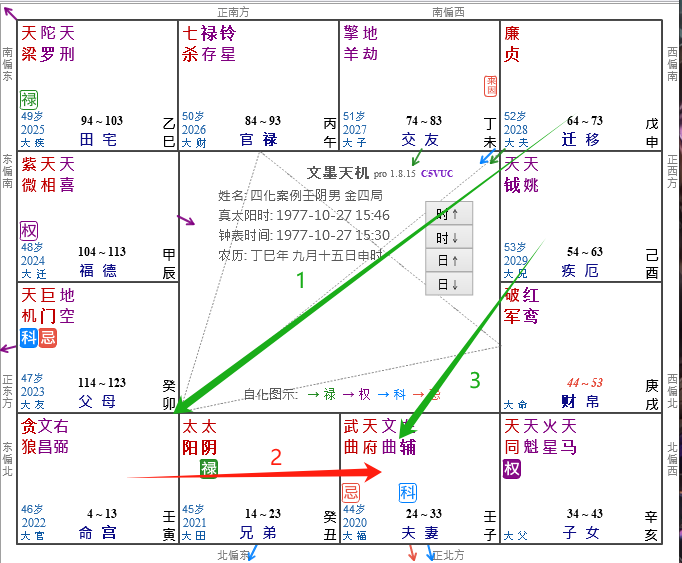 正南方
南偏西
南偏东
东偏南
正东方
东偏北
西偏南
正西方
西偏北
北偏西
北偏东
正北方
天陀天
梁罗刑
禄
49岁
2025
大疾
94～103
田宅
乙
巳
七禄铃
杀存星
50岁
2026
大财
84～93
官禄
丙
午
擎地
羊劫
来因
51岁
2027
大子
74～83
交友
丁
未
廉
贞
52岁
2028
大夫
64～73
迁移
戊
申
紫天天
微相喜
权
48岁
2024
大迁
104～113
福德
甲
辰
文墨天机 pro 1.8.15 C5VUC
姓名: 四化案例壬阴男 金四局
真太阳时: 1977-10-27 15:46
钟表时间: 1977-10-27 15:30
农历: 丁巳年 九月十五日申时
时↑
时↓
日↑
日↓
1
2
3
自化图示: →禄 →权 →科 →忌
天天
钺姚
53岁
2029
大兄
54～63
疾厄
己
酉
天巨地
机门空
科忌
47岁
2023
大友
114～123
父母
癸
卯
破红
军鸾
大命
44～53
财帛
庚
戌
贪文右
狼昌弼
46岁
2022
大官
4～13
命宫
壬
寅
太太
阳阴
禄
45岁
2021
大田
14～23
兄弟
癸
丑
武天文
曲府曲辅
忌
科
44岁
2020
大福
24～33
夫妻
壬
子
天天火天
同魁星马
权
大父
34～43
子女
辛
亥